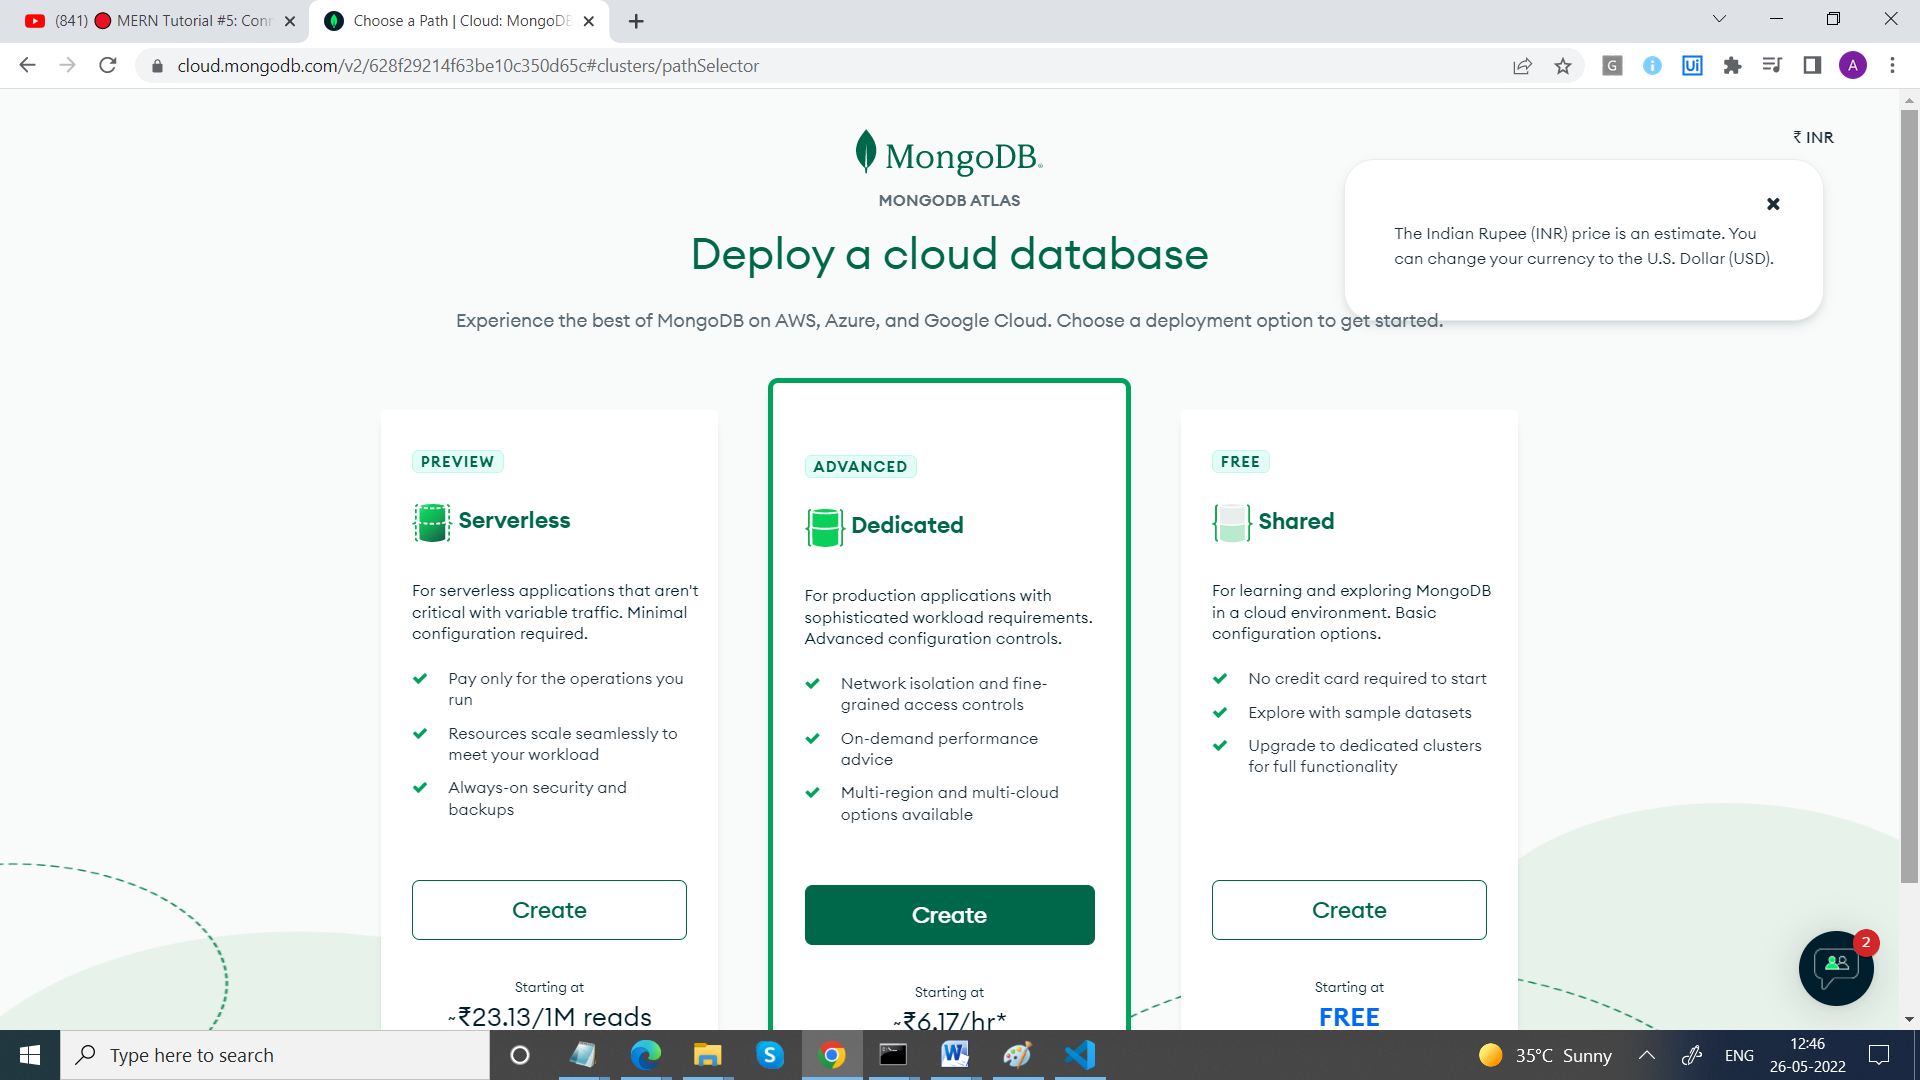 (841) 🔴 MERN Tutorial #5: Conn
Choose a Path | Cloud: MongoDB
cloud.mongodb.com/v2/628f29214f63be10c350d65c#clusters/pathSelector
G
Ui
A
MongoDB®
₹ INR
MONGODB ATLAS
Deploy a cloud database
The Indian Rupee (INR) price is an estimate. You
can change your currency to the U.S. Dollar (USD).
Experience the best of MongoDB on AWS, Azure, and Google Cloud. Choose a deployment option to get started.
PREVIEW
Serverless
For serverless applications that aren't
critical with variable traffic. Minimal
configuration required.
Pay only for the operations you
run
Resources scale seamlessly to
meet your workload
Always-on security and
backups
Create
Starting at
~₹23.13/1M reads
ADVANCED
Dedicated
For production applications with
sophisticated workload requirements.
Advanced configuration controls.
Network isolation and fine-
grained access controls
On-demand performance
advice
Multi-region and multi-cloud
options available
Create
Starting at
~₹6.17/hr*
FREE
Shared
For learning and exploring MongoDB
in a cloud environment. Basic
configuration options.
No credit card required to start
Explore with sample datasets
Upgrade to dedicated clusters
for full functionality
Create
Starting at
FREE
2
Type here to search
35°C Sunny
ENG
12:46
26-05-2022